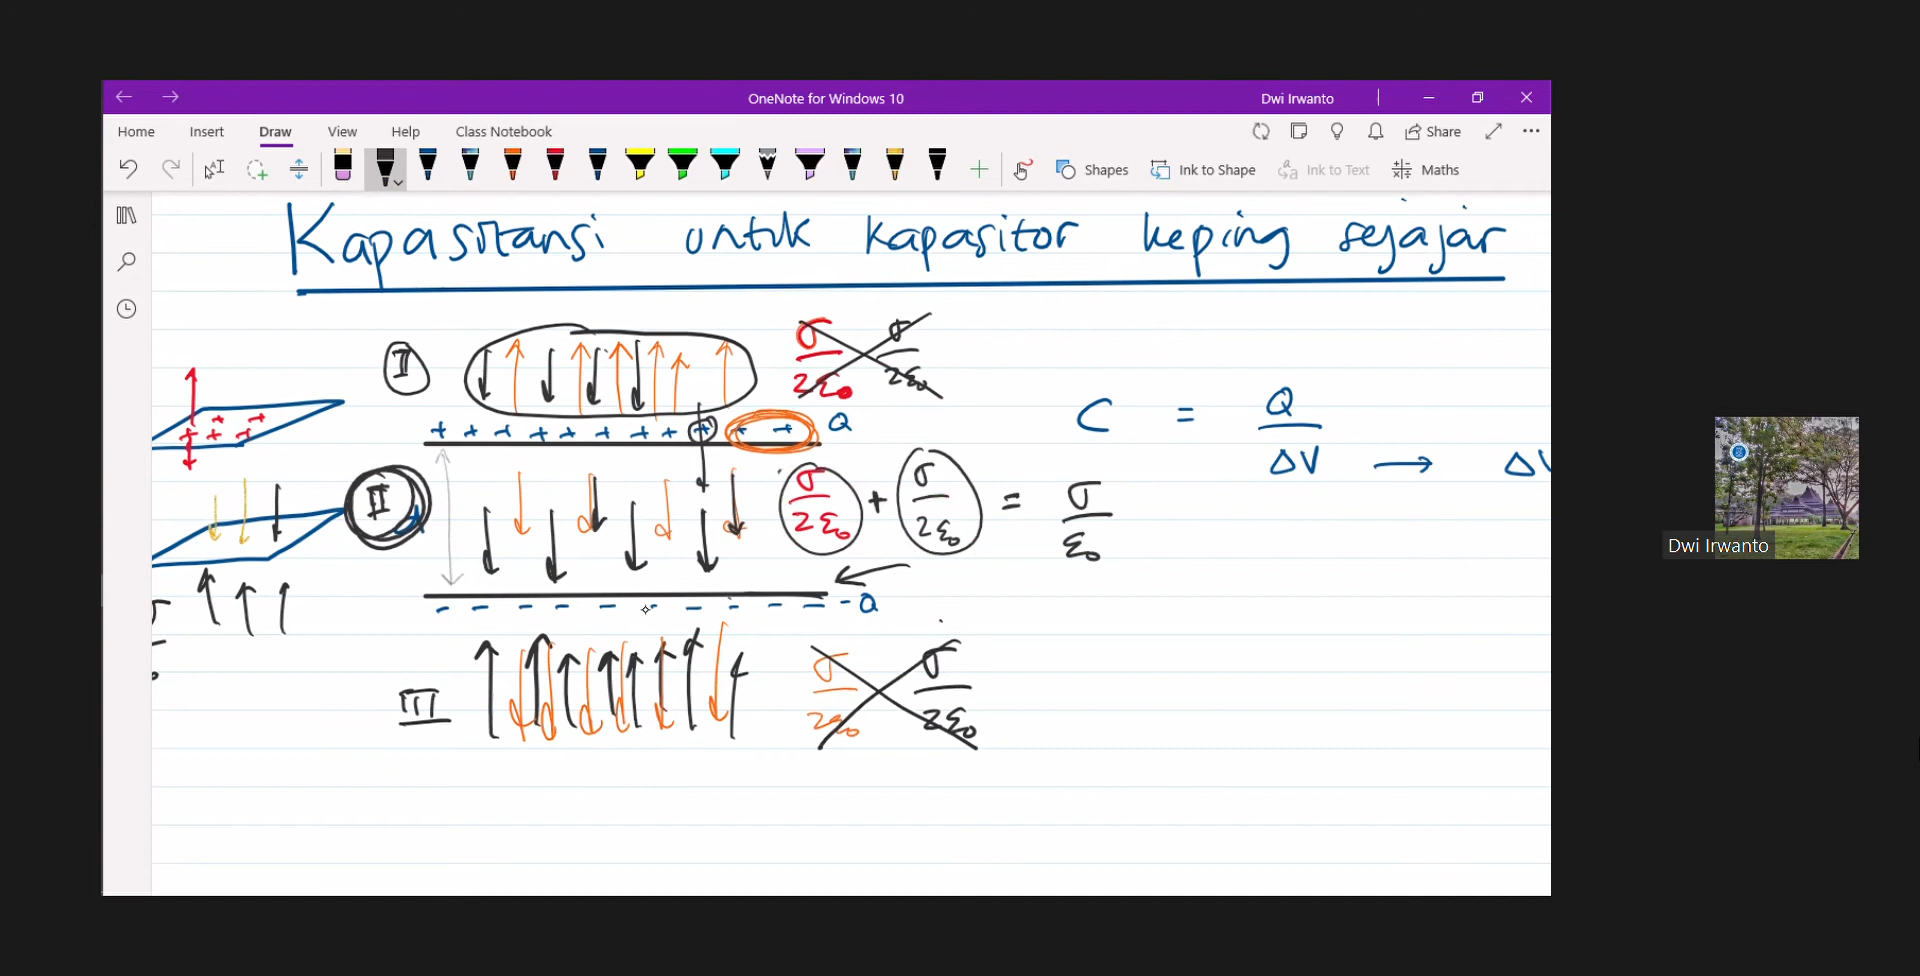 OneNote for Windows 10
Dwi Irwanto
Home Insert Draw View Help Class Notebook
Share
Shapes Ink to Shape Ink to Text Maths
Kapasitansi untuk kapasitor keping sejajar
I
σ/2ε₀ σ/2ε₀
+ + + + + + + + + + + Q
C = Q/ΔV → ΔV
II
σ/2ε₀ + σ/2ε₀ = σ/ε₀
- - - - - - - - - - -Q
III
σ/2ε₀ σ/2ε₀
Dwi Irwanto